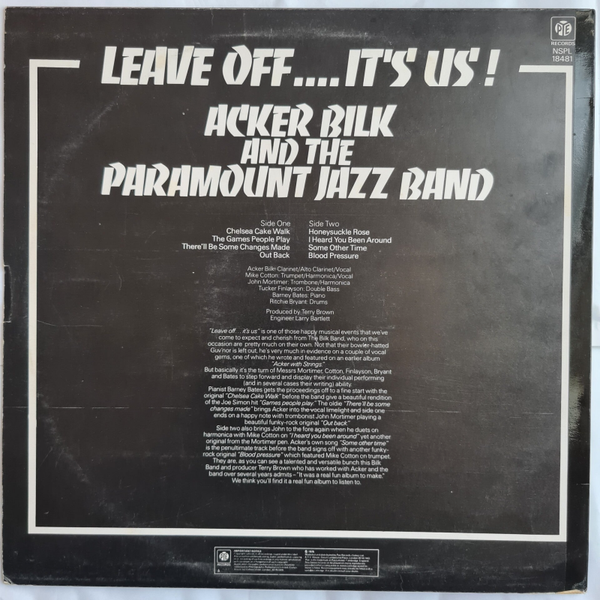 PYE
RECORDS
NSPL
18481
LEAVE OFF....IT'S US!
ACKER BILK
AND THE
PARAMOUNT JAZZ BAND
Side One
Chelsea Cake Walk
The Games People Play
There'll Be Some Changes Made
Out Back
Side Two
Honeysuckle Rose
I Heard You Been Around
Some Other Time
Blood Pressure
Acker Bilk: Clarinet/Alto Clarinet/Vocal
Mike Cotton: Trumpet/Harmonica/Vocal
John Mortimer: Trombone/Harmonica
Tucker Finlayson: Double Bass
Barney Bates: Piano
Ritchie Bryant: Drums
Produced by Terry Brown
Engineer Larry Bartlett
"Leave off...it's us" is one of those happy musical events that we've
come to expect and cherish from The Bilk Band, who on this
occasion are pretty much on their own. Not that their bowler-hatted
Guv'nor is left out, he's very much in evidence on a couple of vocal
gems, one of which he wrote and featured on an earlier album
"Acker with Strings."
But basically it's the turn of Messrs Mortimer, Cotton, Finlayson, Bryant
and Bates to step forward and display their individual performing
(and in several cases their writing) ability.
Pianist Barney Bates gets the proceedings off to a fine start with the
original "Chelsea Cake Walk" before the band give a beautiful rendition
of the Joe Simon hit "Games people play." The oldie "There'll be some
changes made" brings Acker into the vocal limelight and side one
ends on a happy note with trombonist John Mortimer playing a
beautiful funky-rock original "Out back."
Side two also brings John to the fore again when he duets on
harmonica with Mike Cotton on "I heard you been around" yet another
original from the Mortimer pen. Acker's own song "Some other time"
is the penultimate track before the band signs off with another funky-
rock original "Blood pressure" which featured Mike Cotton on trumpet.
They are, as you can see a talented and versatile bunch this Bilk
Band and producer Terry Brown who has worked with Acker and the
band over several years admits - "It was a real fun album to make."
We think you'll find it a real fun album to listen to.
PYE
RECORDS